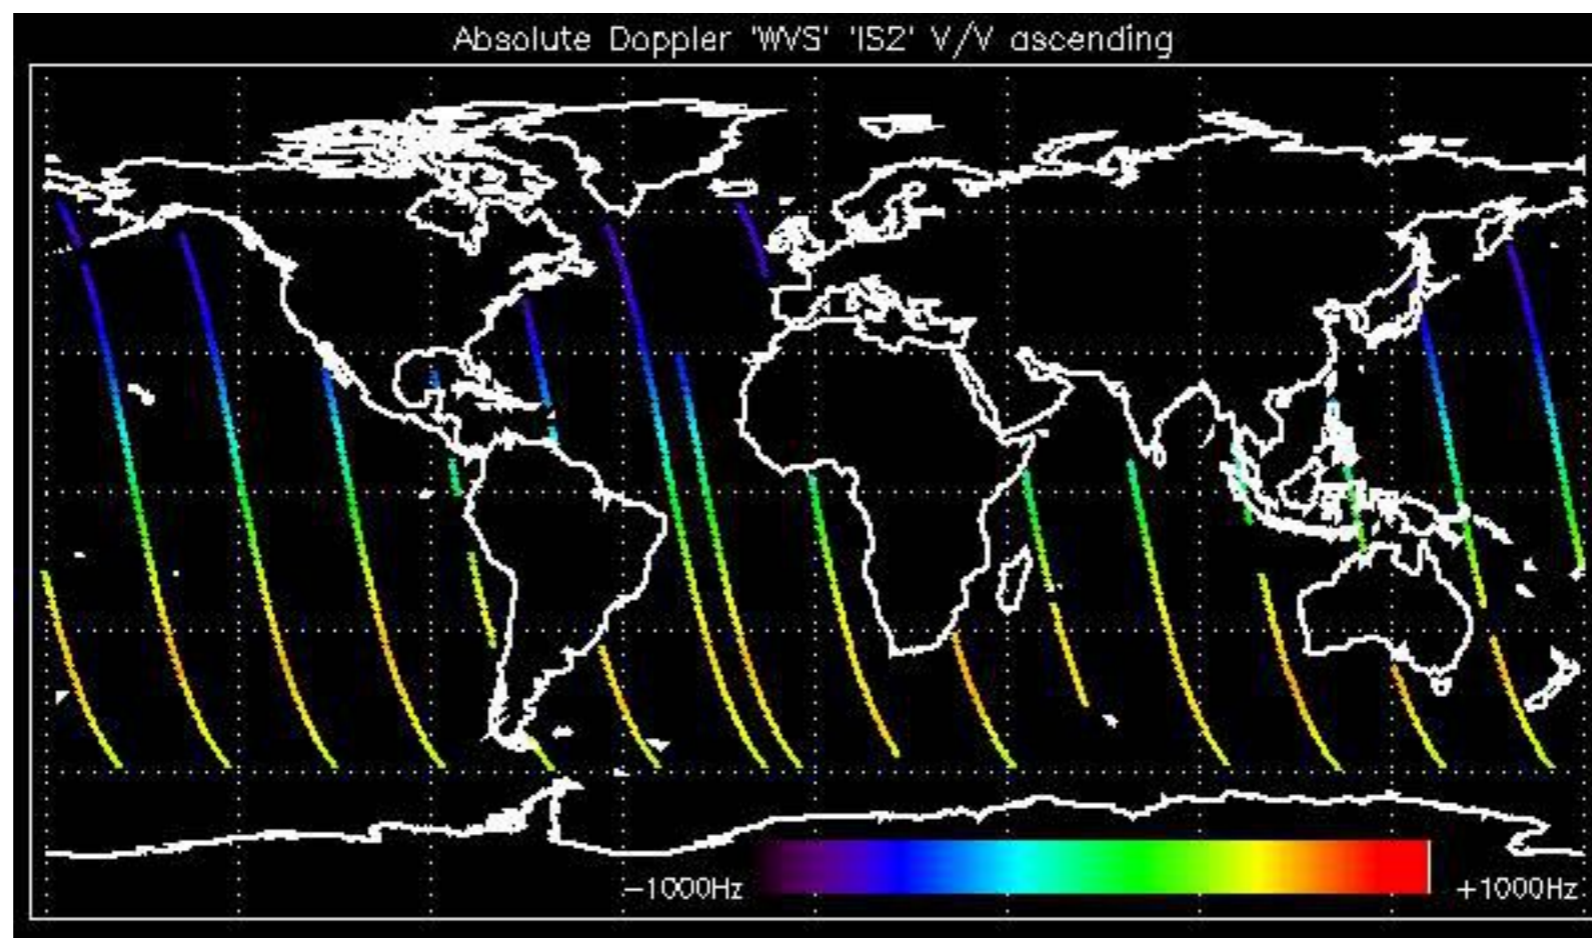 Absolute Doppler 'WVS' 'IS2' V/V ascending
−1000Hz +1000Hz